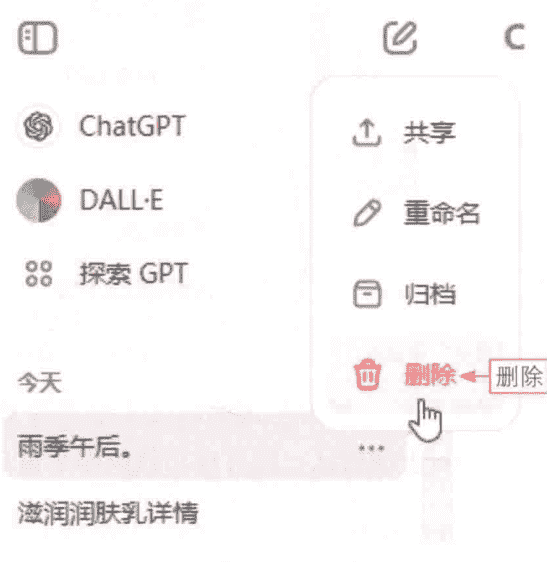 C
ChatGPT
DALL·E
探索 GPT
共享
重命名
归档
删除
删除
今天
雨季午后。
滋润润肤乳详情